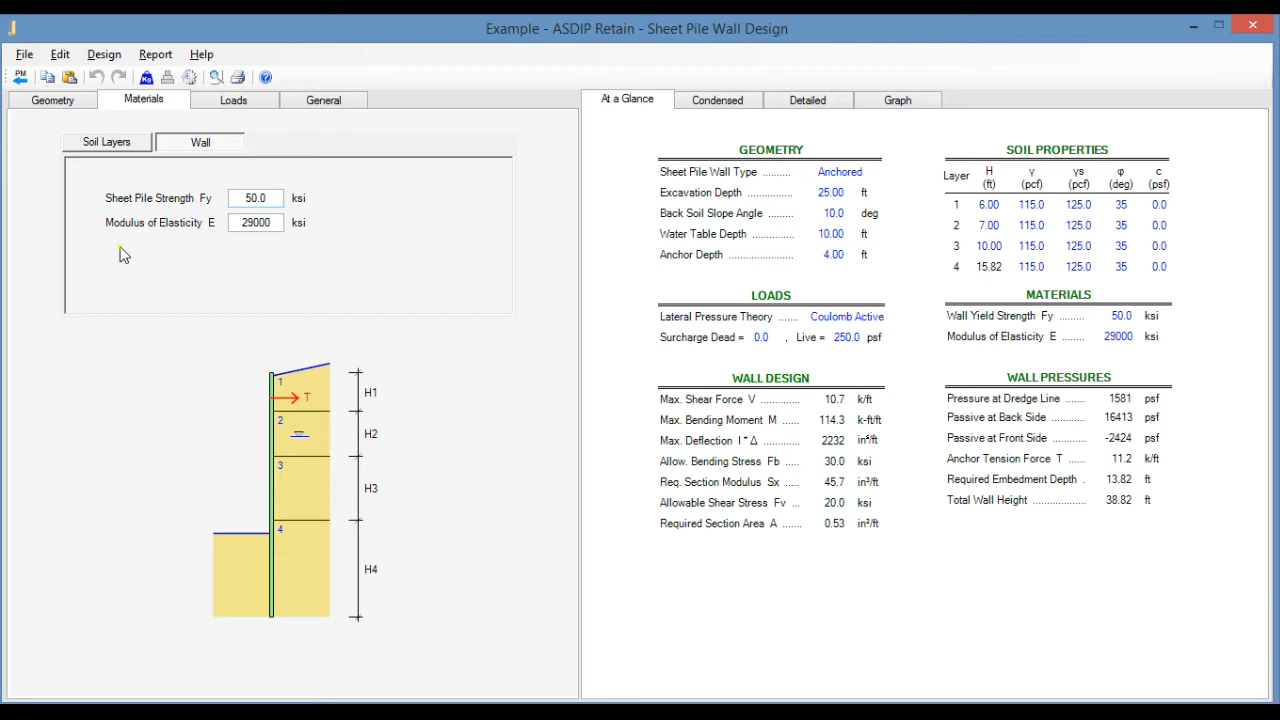 Example - ASDIP Retain - Sheet Pile Wall Design
File Edit Design Report Help
PM Kg
Geometry Materials Loads General
Soil Layers Wall
Sheet Pile Strength Fy 50.0 ksi
Modulus of Elasticity E 29000 ksi
1 H1
T
2 H2
3 H3
4 H4
At a Glance Condensed Detailed Graph
GEOMETRY
Sheet Pile Wall Type .......... Anchored
Excavation Depth ............... 25.00 ft
Back Soil Slope Angle ........ 10.0 deg
Water Table Depth .............. 10.00 ft
Anchor Depth ....................... 4.00 ft
LOADS
Lateral Pressure Theory ....... Coulomb Active
Surcharge Dead = 0.0 , Live = 250.0 psf
WALL DESIGN
Max. Shear Force V .............. 10.7 k/ft
Max. Bending Moment M ...... 114.3 k-ft/ft
Max. Deflection I * Δ ............. 2232 in⁶/ft
Allow. Bending Stress Fb ..... 30.0 ksi
Req. Section Modulus Sx ..... 45.7 in³/ft
Allowable Shear Stress Fv ... 20.0 ksi
Required Section Area A ....... 0.53 in²/ft
SOIL PROPERTIES
Layer H (ft) γ (pcf) γs (pcf) φ (deg) c (psf)
1 6.00 115.0 125.0 35 0.0
2 7.00 115.0 125.0 35 0.0
3 10.00 115.0 125.0 35 0.0
4 15.82 115.0 125.0 35 0.0
MATERIALS
Wall Yield Strength Fy ......... 50.0 ksi
Modulus of Elasticity E ........ 29000 ksi
WALL PRESSURES
Pressure at Dredge Line ....... 1581 psf
Passive at Back Side ............ 16413 psf
Passive at Front Side ............ -2424 psf
Anchor Tension Force T ...... 11.2 k/ft
Required Embedment Depth . 13.82 ft
Total Wall Height ................... 38.82 ft